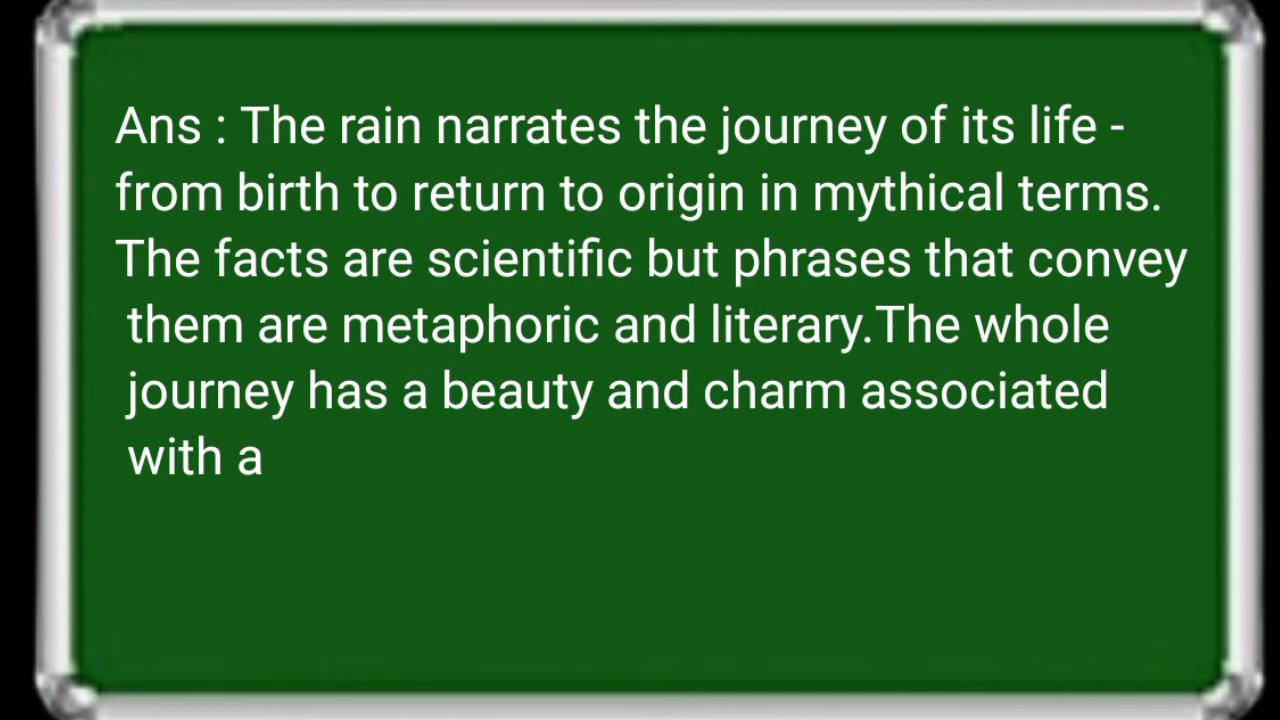 Ans : The rain narrates the journey of its life -
from birth to return to origin in mythical terms.
The facts are scientific but phrases that convey
them are metaphoric and literary.The whole
journey has a beauty and charm associated
with a